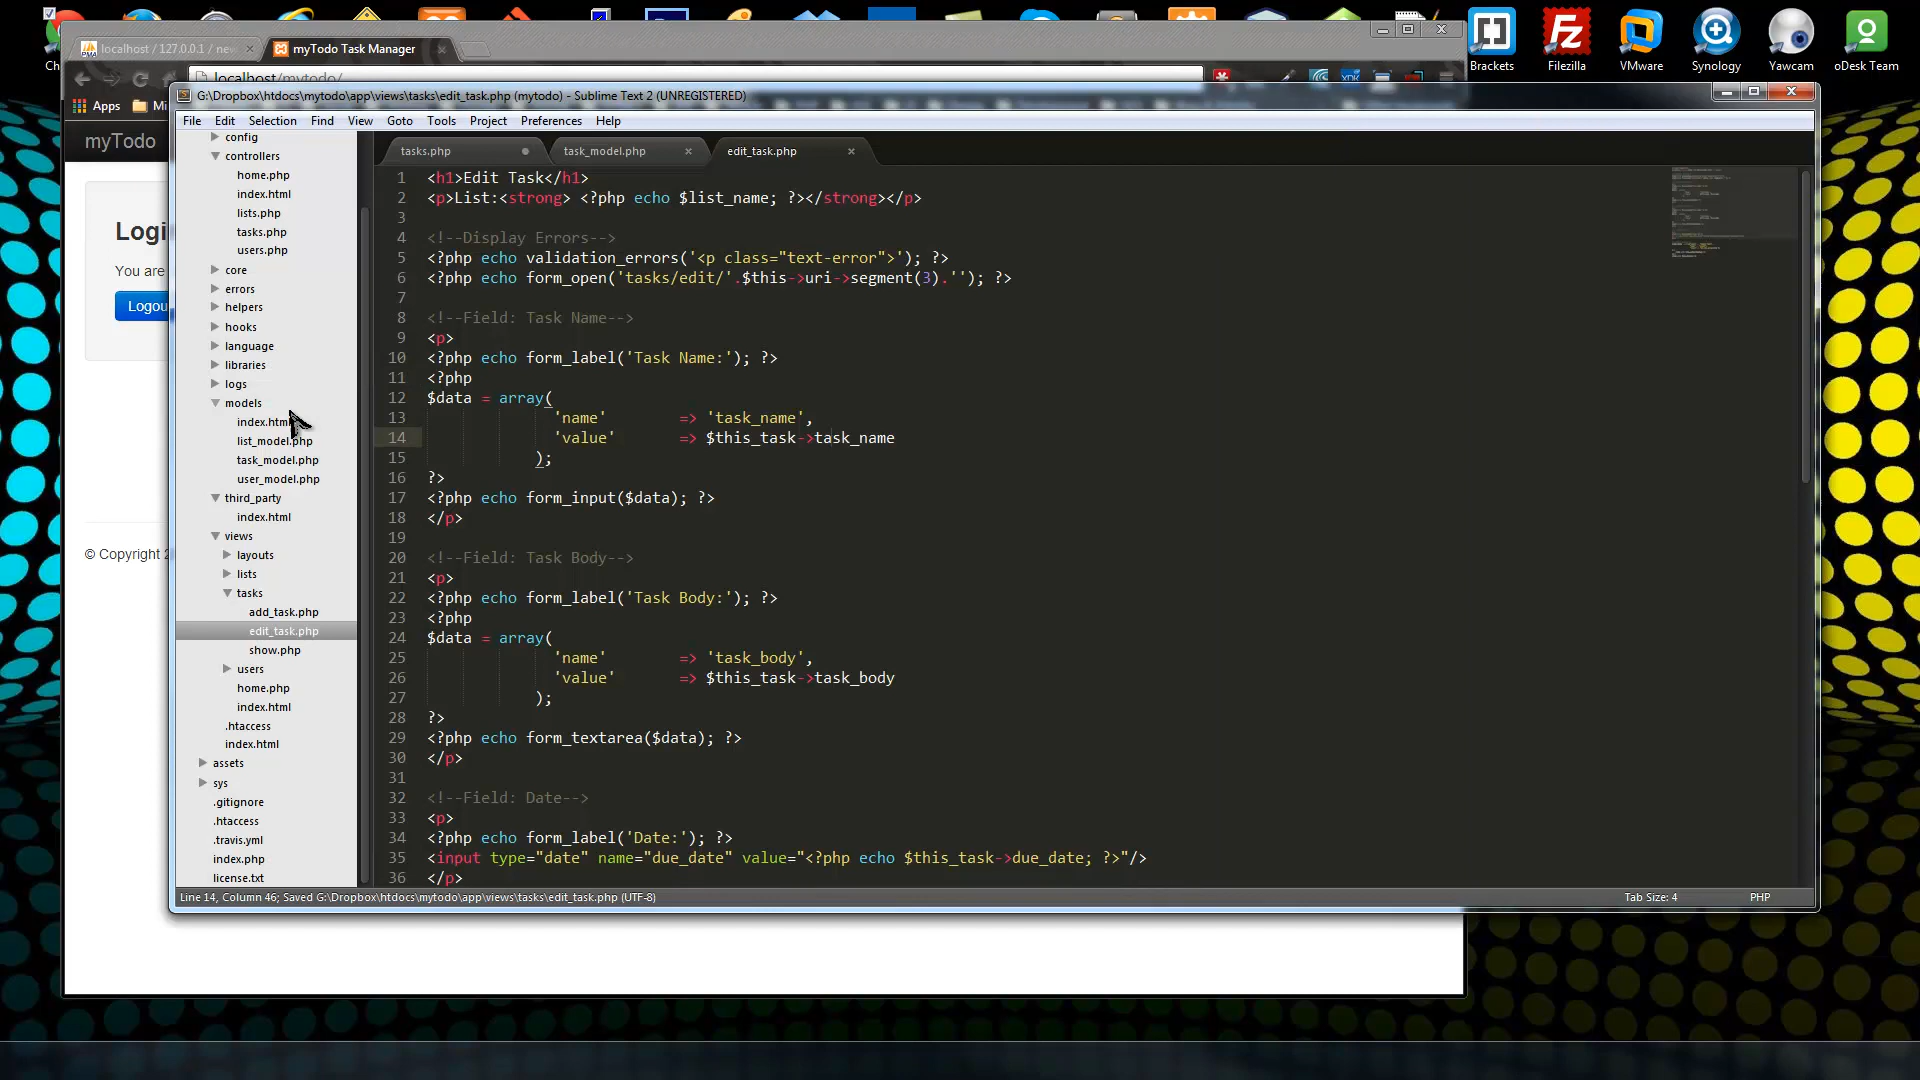 Brackets
Filezilla
VMware
Synology
Yawcam
oDesk Team
localhost / 127.0.0.1 / new
myTodo Task Manager
localhost/mytodo/
Apps
G:\Dropbox\htdocs\mytodo\app\views\tasks\edit_task.php (mytodo) - Sublime Text 2 (UNREGISTERED)
File Edit Selection Find View Goto Tools Project Preferences Help
myTodo
Logi
You are
Logou
© Copyright 2
config
controllers
home.php
index.html
lists.php
tasks.php
users.php
core
errors
helpers
hooks
language
libraries
logs
models
index.html
list_model.php
task_model.php
user_model.php
third_party
index.html
views
layouts
lists
tasks
add_task.php
edit_task.php
show.php
users
home.php
index.html
.htaccess
index.html
assets
sys
.gitignore
.htaccess
.travis.yml
index.php
license.txt
tasks.php task_model.php edit_task.php
1 <h1>Edit Task</h1>
2 <p>List:<strong> <?php echo $list_name; ?></strong></p>
3
4 <!--Display Errors-->
5 <?php echo validation_errors('<p class="text-error">'); ?>
6 <?php echo form_open('tasks/edit/'.$this->uri->segment(3).''); ?>
7
8 <!--Field: Task Name-->
9 <p>
10 <?php echo form_label('Task Name:'); ?>
11 <?php
12 $data = array(
13 'name' => 'task_name',
14 'value' => $this_task->task_name
15 );
16 ?>
17 <?php echo form_input($data); ?>
18 </p>
19
20 <!--Field: Task Body-->
21 <p>
22 <?php echo form_label('Task Body:'); ?>
23 <?php
24 $data = array(
25 'name' => 'task_body',
26 'value' => $this_task->task_body
27 );
28 ?>
29 <?php echo form_textarea($data); ?>
30 </p>
31
32 <!--Field: Date-->
33 <p>
34 <?php echo form_label('Date:'); ?>
35 <input type="date" name="due_date" value="<?php echo $this_task->due_date; ?>"/>
36 </p>
Line 14, Column 46; Saved G:\Dropbox\htdocs\mytodo\app\views\tasks\edit_task.php (UTF-8)
Tab Size: 4
PHP